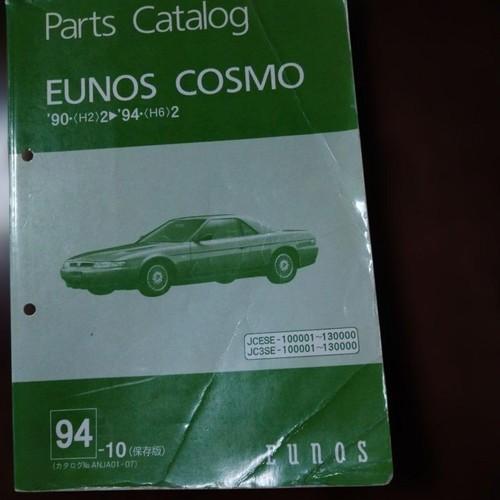 Parts Catalog
EUNOS COSMO
'90・〈H2〉2▶'94・〈H6〉2
JCESE-100001~130000
JC3SE-100001~130000
94-10(保存版)
(カタログ№ ANJA01-07)
EUNOS